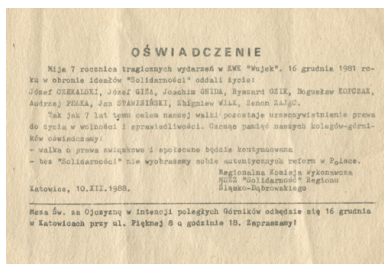 OŚWIADCZENIE
Mija 7 rocznica tragicznych wydarzeń w KWK "Wujek". 16 grudnia 1981 ro-
ku w obronie ideałów "Solidarności" oddali życie:
Józef CZEKALSKI, Józef GIZA, Joachim GNIDA, Ryszard GZIK, Bogusław KOPCZAK,
Andrzej PEŁKA, Jan STAWISIŃSKI, Zbigniew WILK, Zenon ZAJĄC.
Tak jak 7 lat temu celem naszej walki pozostaje urzeczywistnienie prawa
do życia w wolności i sprawiedliwości. Czcząc pamięć naszych kolegów-górni-
ków oświadczamy:
- walka o prawa związkowe i społeczne będzie kontynuowana
- bez "Solidarności" nie wyobrażamy sobie autentycznych reform w Polsce.
Regionalna Komisja Wykonawcza
NSZZ "Solidarność" Regionu
Śląsko-Dąbrowskiego
Katowice, 10.XII.1988.
Msza Św. za Ojczyznę w intencji poległych Górników odbędzie się 16 grudnia
w Katowicach przy ul. Pięknej 8 o godzinie 18. Zapraszamy!